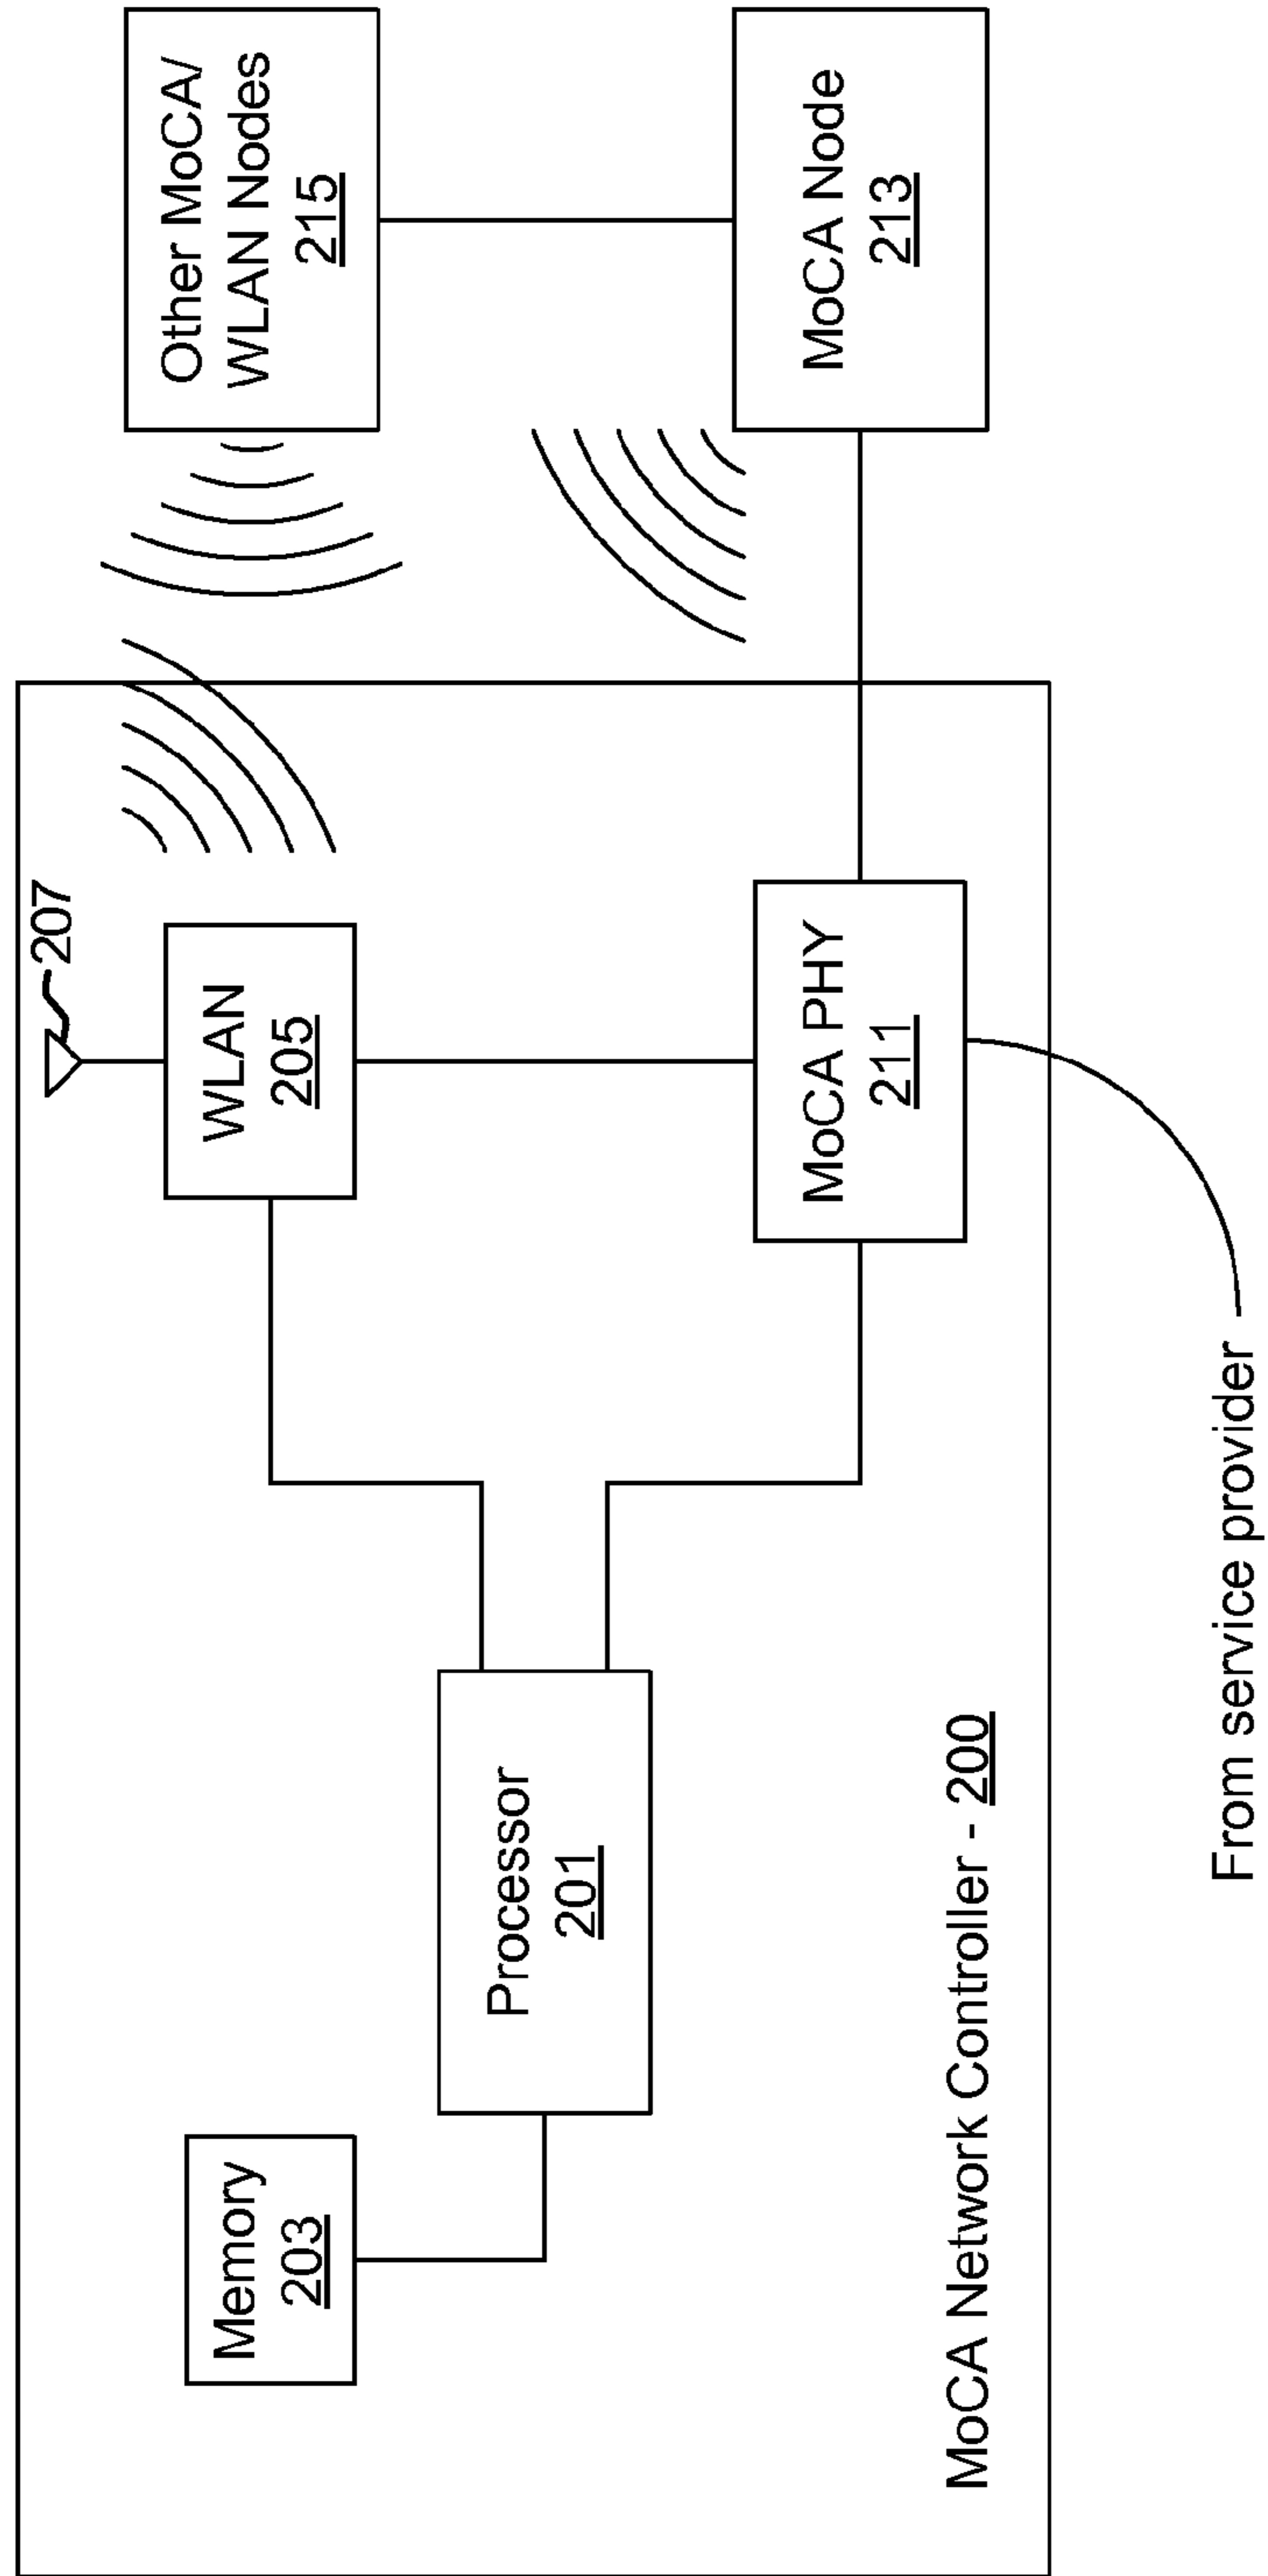 207
Other MoCA/
WLAN Nodes
215
WLAN
205
Memory
203
Processor
201
MoCA PHY
211
MoCA Node
213
MoCA Network Controller - 200
From service provider